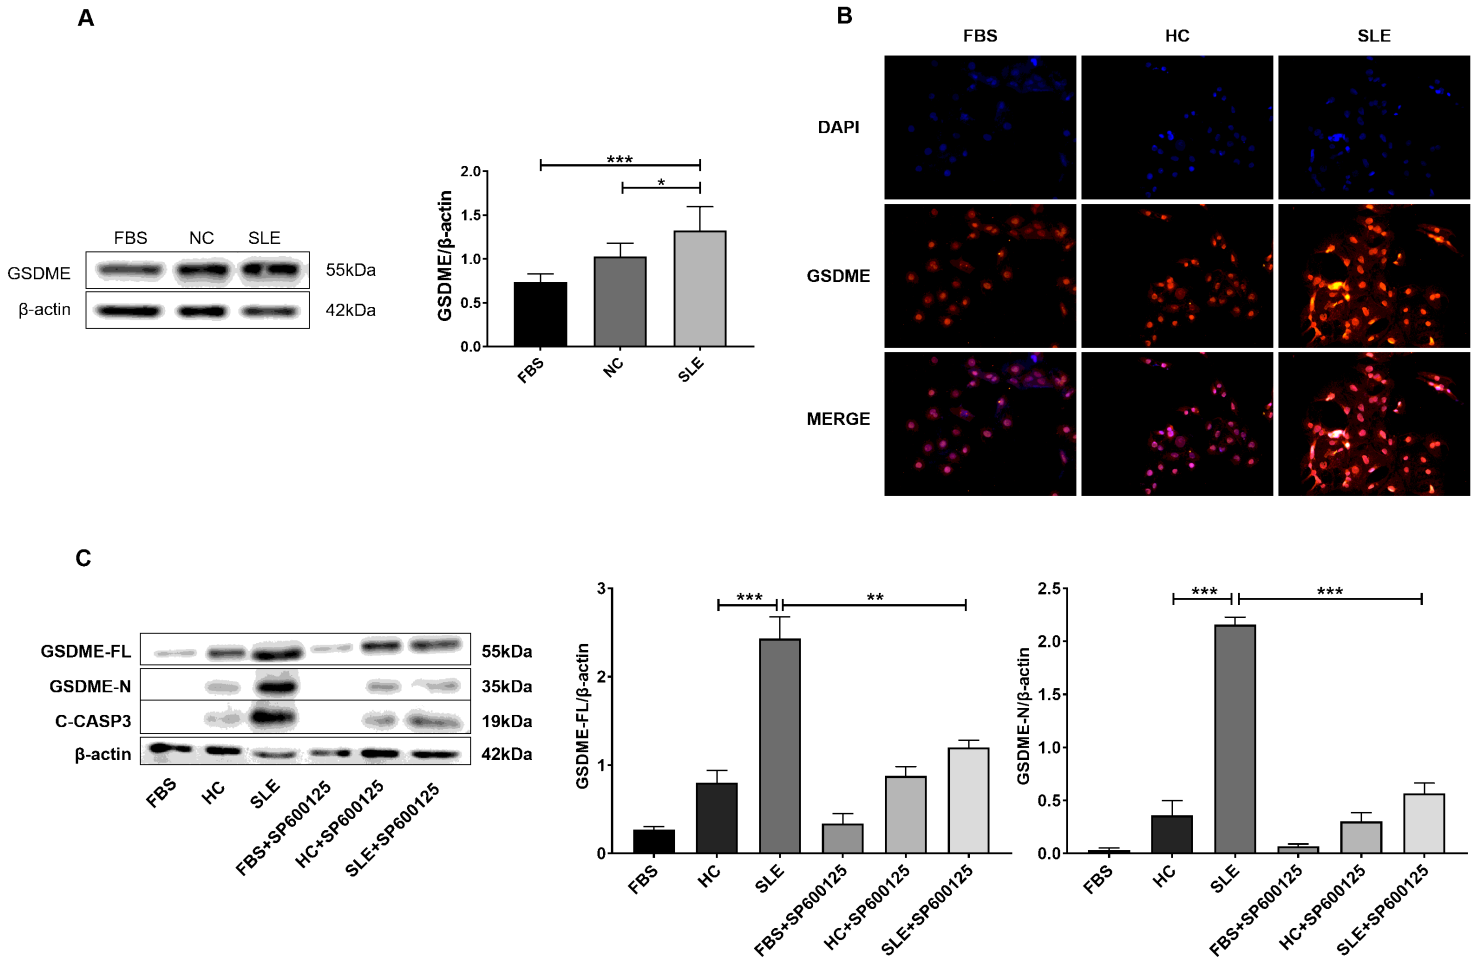 A
FBS NC SLE
GSDME 55kDa
β-actin 42kDa
GSDME/β-actin
2.0
1.5
1.0
0.5
0.0
***
*
FBS NC SLE
B
FBS HC SLE
DAPI
GSDME
MERGE
C
GSDME-FL 55kDa
GSDME-N 35kDa
C-CASP3 19kDa
β-actin 42kDa
FBS HC SLE FBS+SP600125 HC+SP600125 SLE+SP600125
GSDME-FL/β-actin
3
2
1
0
*** **
FBS HC SLE FBS+SP600125 HC+SP600125 SLE+SP600125
GSDME-N/β-actin
2.5
2.0
1.5
1.0
0.5
0.0
*** ***
FBS HC SLE FBS+SP600125 HC+SP600125 SLE+SP600125